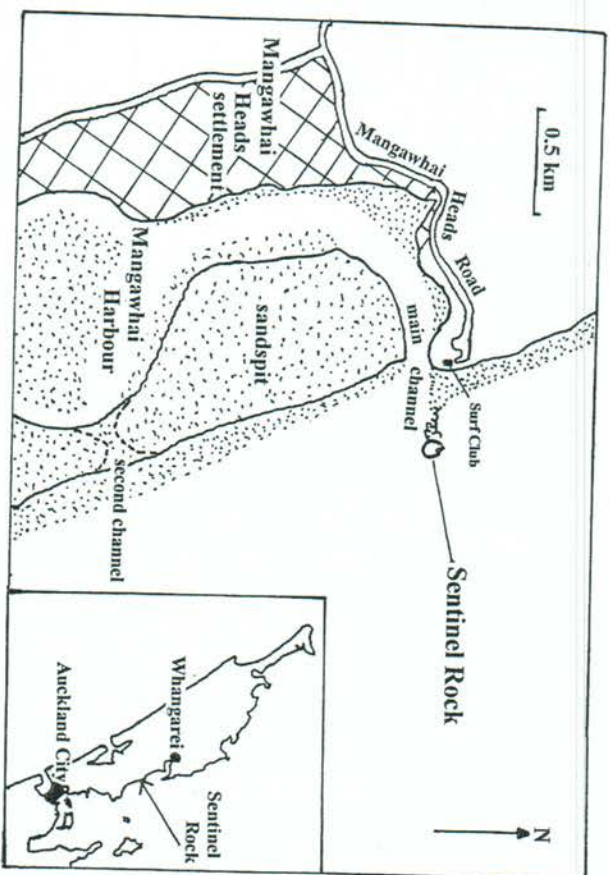 0.5 km
N
Mangawhai
Heads
Road
Surf Club
Sentinel Rock
main
channel
Mangawhai
Heads
settlement
sandspit
Mangawhai
Harbour
second channel
Whangarei
Sentinel
Rock
Auckland City